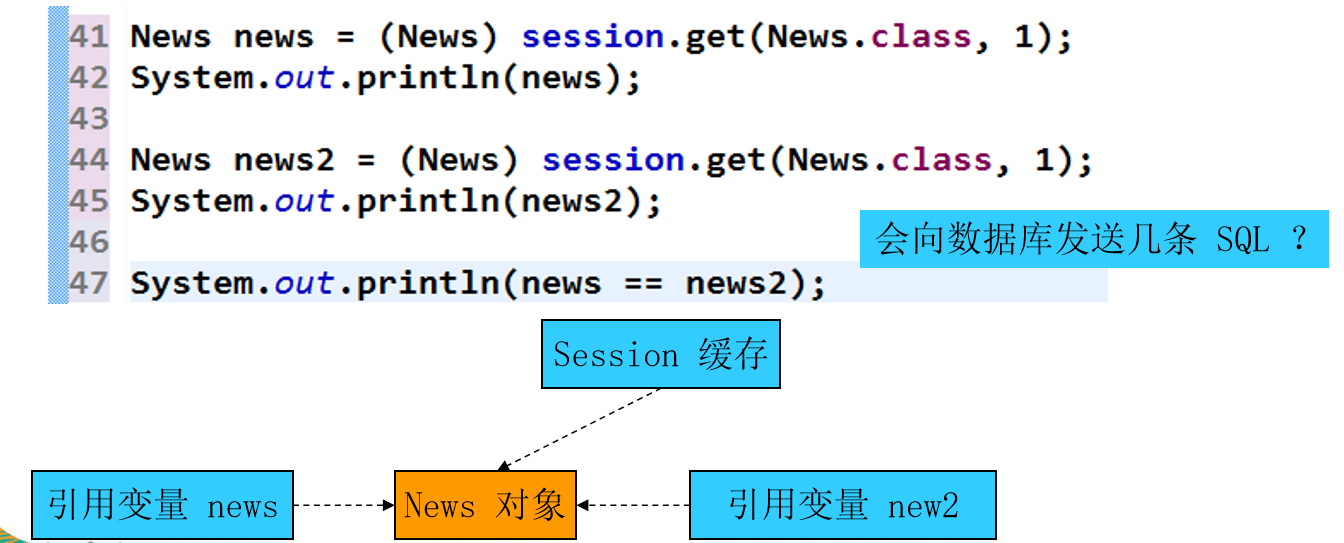 41 News news = (News) session.get(News.class, 1);
42 System.out.println(news);
43
44 News news2 = (News) session.get(News.class, 1);
45 System.out.println(news2);
46
会向数据库发送几条 SQL ？
47 System.out.println(news == news2);
Session 缓存
引用变量 news
News 对象
引用变量 new2